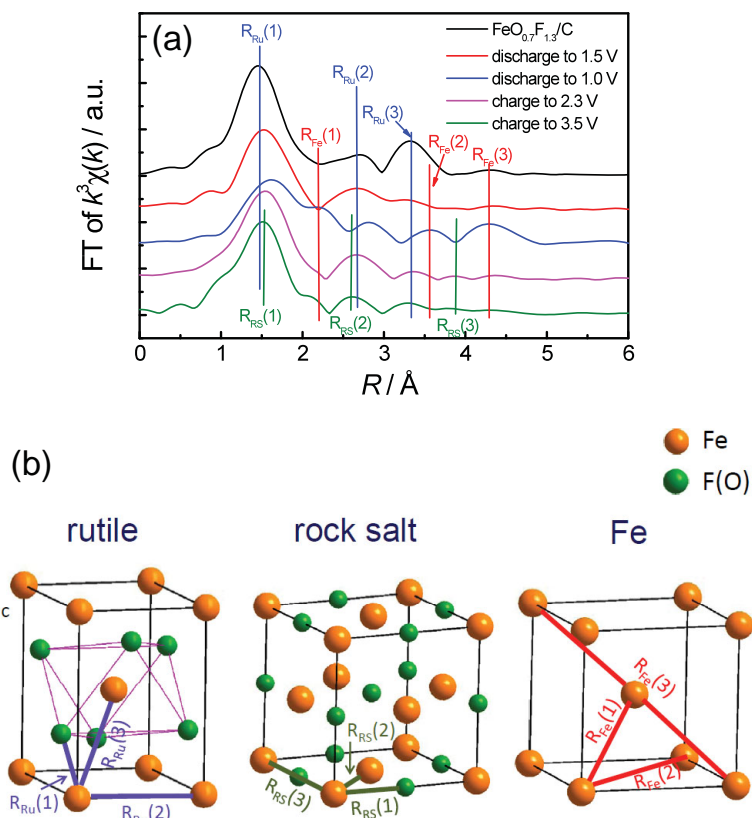 (a)
R_Ru(1)
FeO_0.7F_1.3/C
discharge to 1.5 V
discharge to 1.0 V
charge to 2.3 V
charge to 3.5 V
R_Ru(2)
R_Ru(3)
R_Fe(1)
R_Fe(2)
R_Fe(3)
FT of k³χ(k) / a.u.
R_RS(1)
R_RS(2)
R_RS(3)
0 1 2 3 4 5 6
R / Å
(b)
Fe
F(O)
rutile
rock salt
Fe
c
R_Ru(3)
R_Ru(1)
(2)
R_RS(2)
R_RS(3)
R_RS(1)
R_Fe(3)
R_Fe(1)
R_Fe(2)